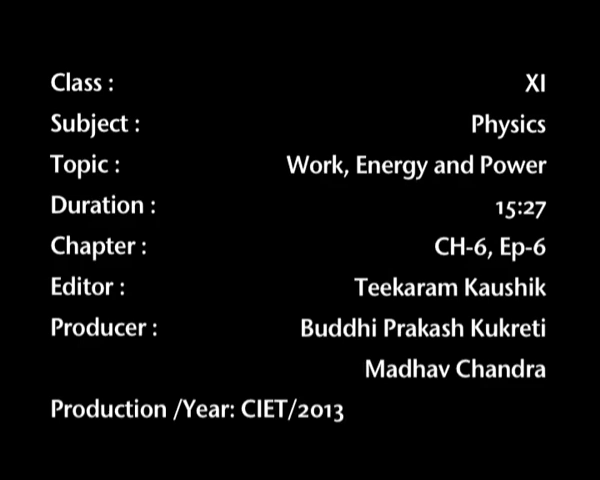 Class : XI
Subject : Physics
Topic : Work, Energy and Power
Duration : 15:27
Chapter : CH-6, Ep-6
Editor : Teekaram Kaushik
Producer : Buddhi Prakash Kukreti
Madhav Chandra
Production /Year: CIET/2013